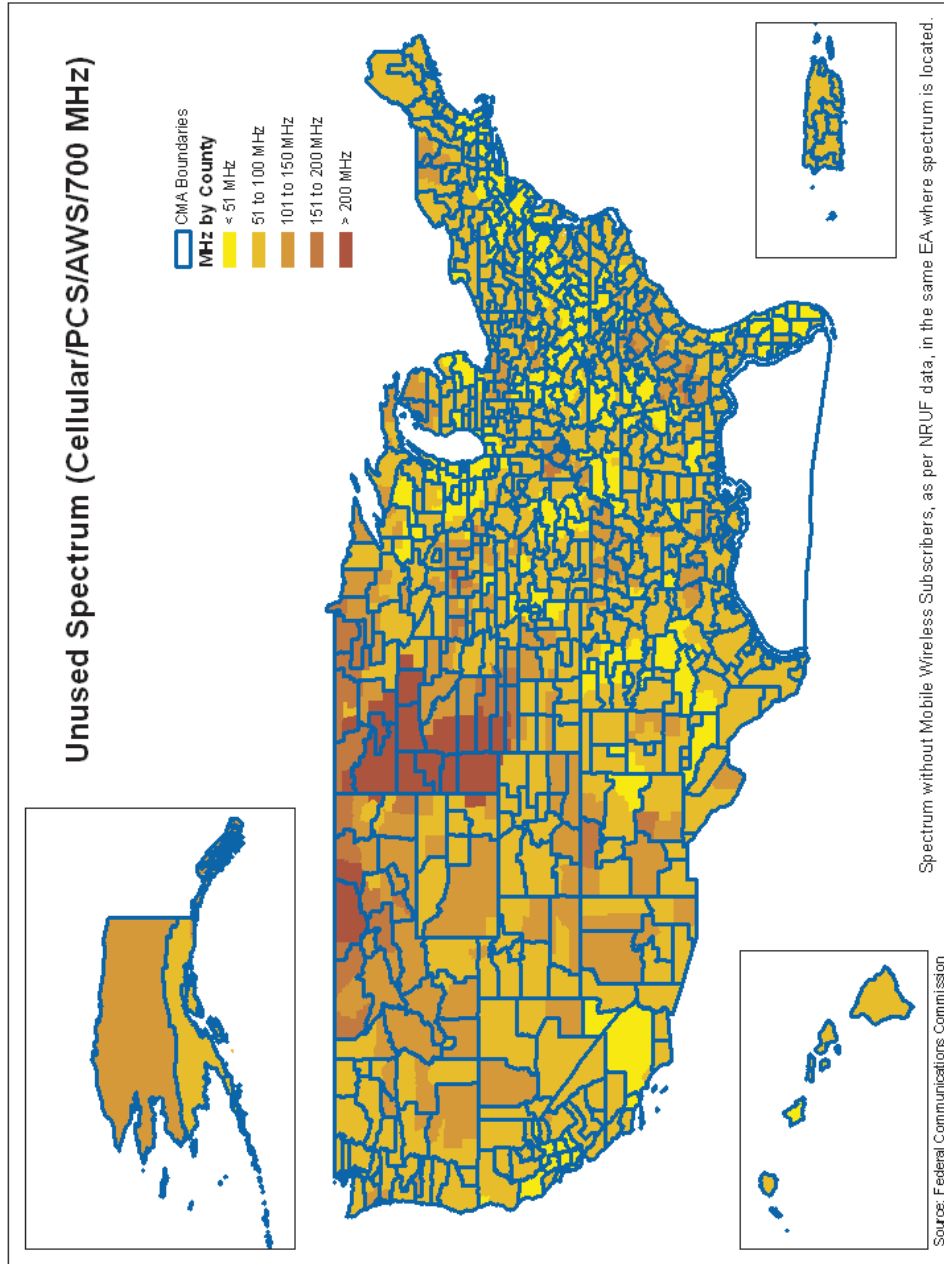 Unused Spectrum (Cellular/PCS/AWS/700 MHz)
CMA Boundaries
MHz by County
< 51 MHz
51 to 100 MHz
101 to 150 MHz
151 to 200 MHz
> 200 MHz
Spectrum without Mobile Wireless Subscribers, as per NRUF data, in the same EA where spectrum is located.
Source: Federal Communications Commission